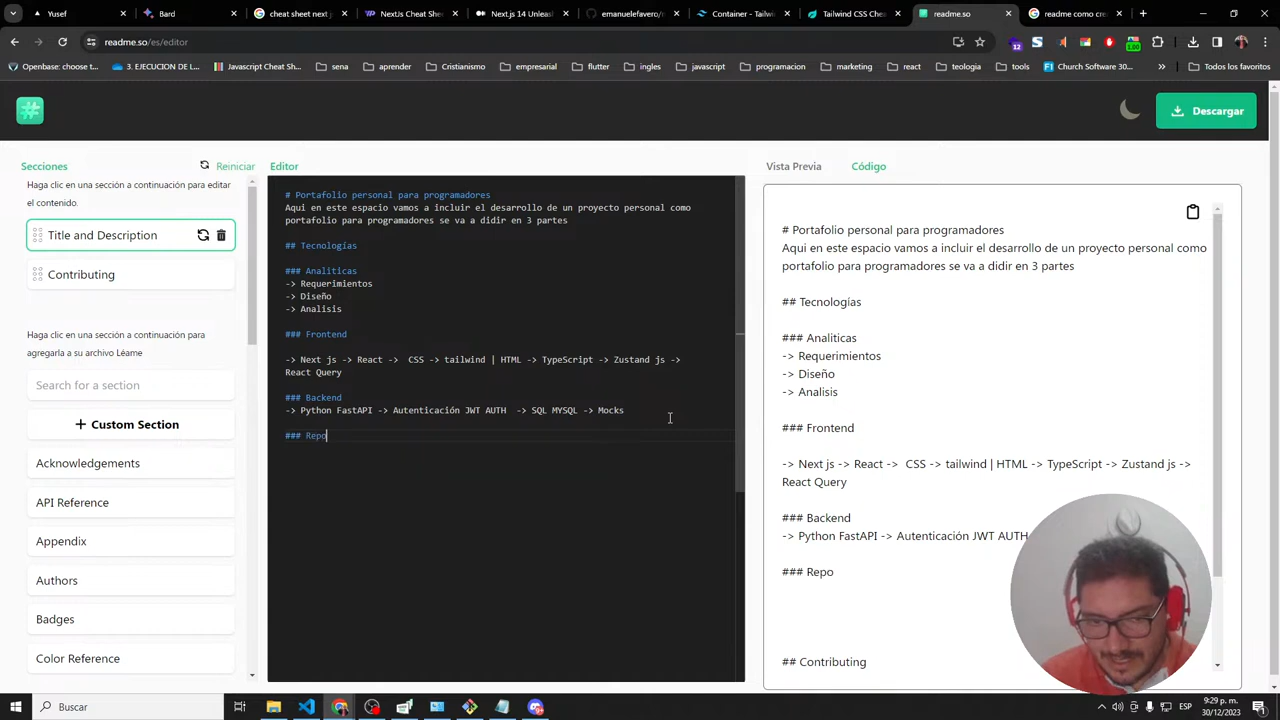 Yusef
Bard
cheat sheet next j
NextJs Cheat Shee
Next.js 14 Unleas
emanuelefavero/n
Container - Tailw
Tailwind CSS Chee
readme.so
readme como cre
readme.so/es/editor
12
1.00
Openbase: choose t...
3. EJECUCION DE L...
Javascript Cheat Sh...
sena
aprender
Cristianismo
empresarial
flutter
ingles
javascript
programacion
marketing
react
teologia
tools
Church Software 30...
Todos los favoritos
Descargar
Secciones
Reiniciar
Editor
Vista Previa
Código
Haga clic en una sección a continuación para editar
el contenido.
Title and Description
Contributing
Haga clic en una sección a continuación para
agregarla a su archivo Léame
Search for a section
+ Custom Section
Acknowledgements
API Reference
Appendix
Authors
Badges
Color Reference
# Portafolio personal para programadores
Aqui en este espacio vamos a incluir el desarrollo de un proyecto personal como
portafolio para programadores se va a didir en 3 partes
## Tecnologías
### Analiticas
-> Requerimientos
-> Diseño
-> Analisis
### Frontend
-> Next js -> React ->  CSS -> tailwind | HTML -> TypeScript -> Zustand js ->
React Query
### Backend
-> Python FastAPI -> Autenticación JWT AUTH  -> SQL MYSQL -> Mocks
### Repo
# Portafolio personal para programadores
Aqui en este espacio vamos a incluir el desarrollo de un proyecto personal como
portafolio para programadores se va a didir en 3 partes
## Tecnologías
### Analiticas
-> Requerimientos
-> Diseño
-> Analisis
### Frontend
-> Next js -> React ->  CSS -> tailwind | HTML -> TypeScript -> Zustand js ->
React Query
### Backend
-> Python FastAPI -> Autenticación JWT AUTH
### Repo
## Contributing
Buscar
ESP
9:29 p. m.
30/12/2023